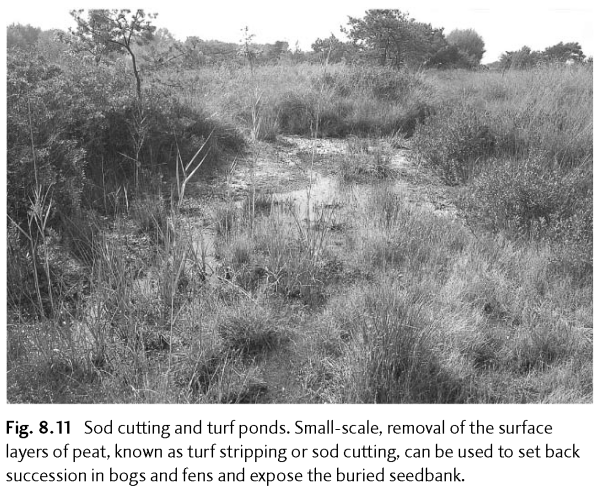 Fig. 8.11 Sod cutting and turf ponds. Small-scale, removal of the surface
layers of peat, known as turf stripping or sod cutting, can be used to set back
succession in bogs and fens and expose the buried seedbank.